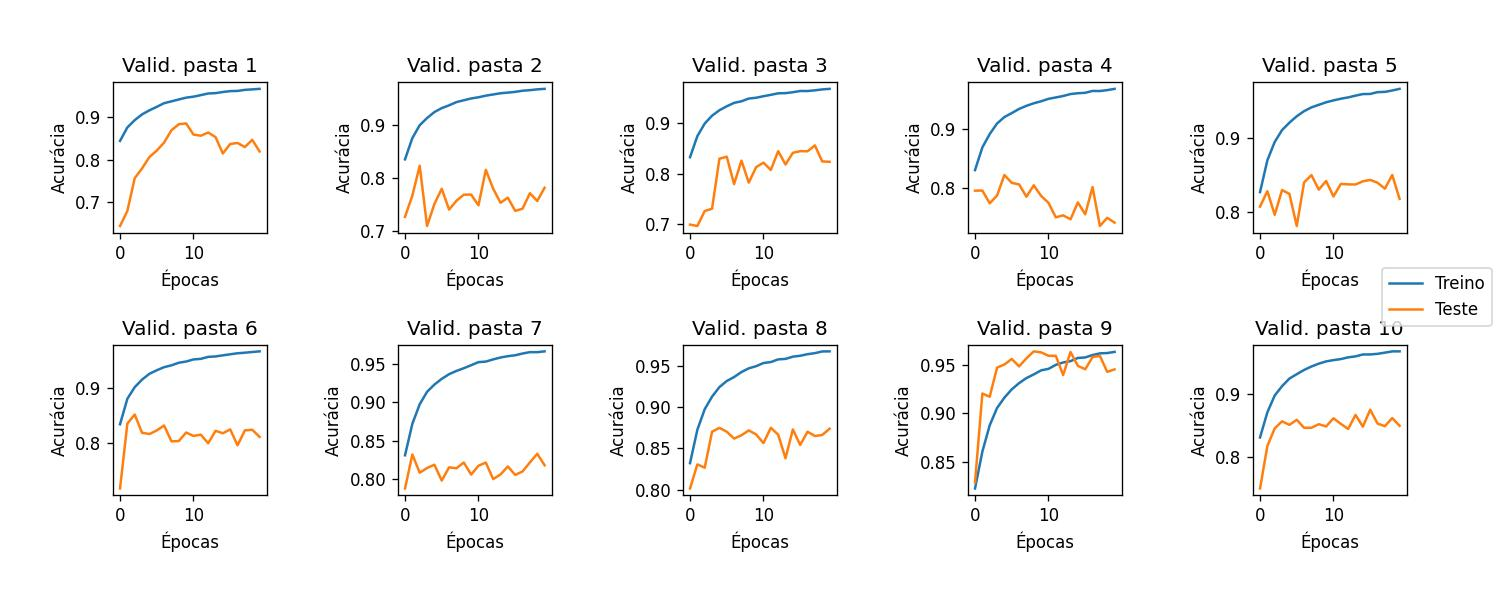 Valid. pasta 1
Acurácia
0.9
0.8
0.7
0
10
Épocas
Valid. pasta 2
Acurácia
0.9
0.8
0.7
0
10
Épocas
Valid. pasta 3
Acurácia
0.9
0.8
0.7
0
10
Épocas
Valid. pasta 4
Acurácia
0.9
0.8
0
10
Épocas
Valid. pasta 5
Acurácia
0.9
0.8
0
10
Épocas
Treino
Teste
Valid. pasta 6
Acurácia
0.9
0.8
0
10
Épocas
Valid. pasta 7
Acurácia
0.95
0.90
0.85
0.80
0
10
Épocas
Valid. pasta 8
Acurácia
0.95
0.90
0.85
0.80
0
10
Épocas
Valid. pasta 9
Acurácia
0.95
0.90
0.85
0
10
Épocas
Valid. pasta 10
Acurácia
0.9
0.8
0
10
Épocas